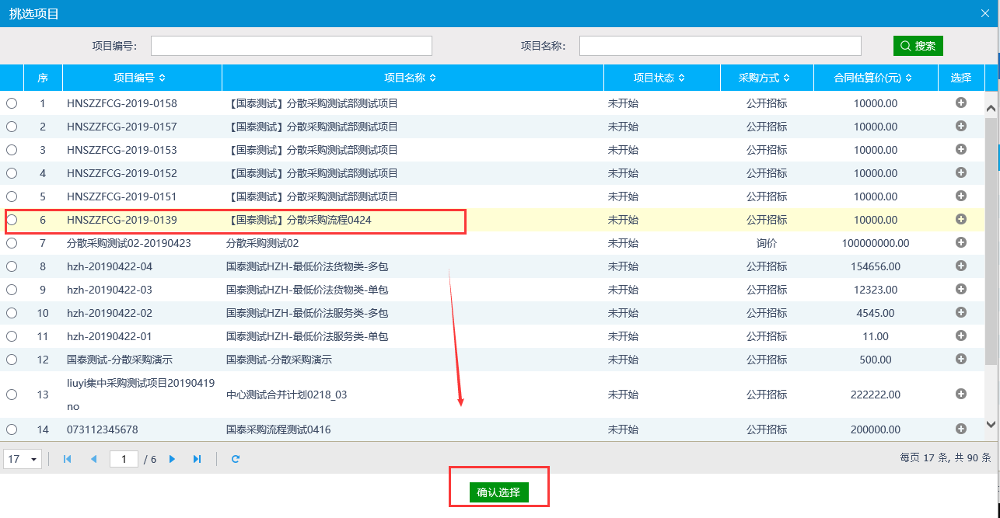 挑选项目
项目编号: 项目名称: 搜索
序 项目编号 项目名称 项目状态 采购方式 合同估算价(元) 选择
1 HNSZZFCG-2019-0158 【国泰测试】分散采购测试部测试项目 未开始 公开招标 10000.00
2 HNSZZFCG-2019-0157 【国泰测试】分散采购测试部测试项目 未开始 公开招标 10000.00
3 HNSZZFCG-2019-0153 【国泰测试】分散采购测试部测试项目 未开始 公开招标 10000.00
4 HNSZZFCG-2019-0152 【国泰测试】分散采购测试部测试项目 未开始 公开招标 10000.00
5 HNSZZFCG-2019-0151 【国泰测试】分散采购测试部测试项目 未开始 公开招标 10000.00
6 HNSZZFCG-2019-0139 【国泰测试】分散采购流程0424 未开始 公开招标 10000.00
7 分散采购测试02-20190423 分散采购测试02 未开始 询价 100000000.00
8 hzh-20190422-04 国泰测试HZH-最低价法货物类-多包 未开始 公开招标 154656.00
9 hzh-20190422-03 国泰测试HZH-最低价法货物类-单包 未开始 公开招标 12323.00
10 hzh-20190422-02 国泰测试HZH-最低价法服务类-多包 未开始 公开招标 4545.00
11 hzh-20190422-01 国泰测试HZH-最低价法服务类-单包 未开始 公开招标 11.00
12 国泰测试-分散采购演示 国泰测试-分散采购演示 未开始 公开招标 500.00
liuyi集中采购测试项目20190419
13 中心测试合并计划0218_03 未开始 公开招标 222222.00
no
14 073112345678 国泰采购流程测试0416 未开始 公开招标 200000.00
17 1 / 6 每页 17 条, 共 90 条
确认选择